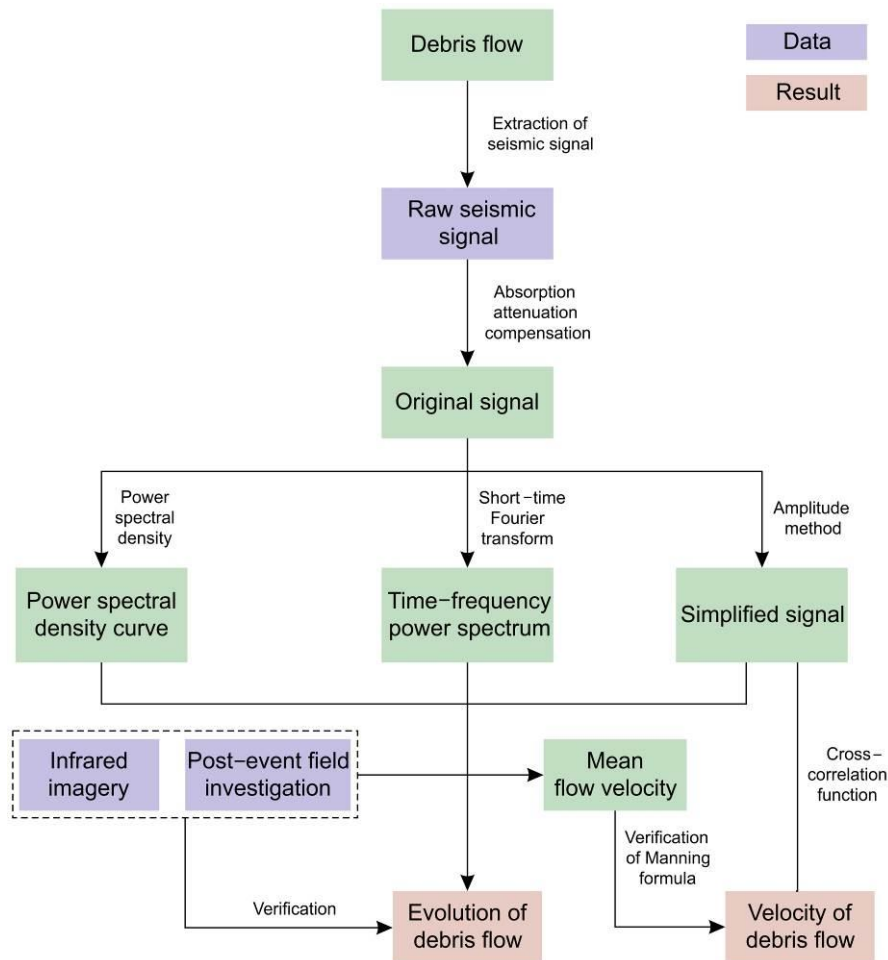 Debris flow
Data
Result
Extraction of
seismic signal
Raw seismic
signal
Absorption
attenuation
compensation
Original signal
Power
spectral
density
Short-time
Fourier
transform
Amplitude
method
Power spectral
density curve
Time-frequency
power spectrum
Simplified signal
Infrared
imagery
Post-event field
investigation
Mean
flow velocity
Cross-
correlation
function
Verification
of Manning
formula
Verification
Evolution of
debris flow
Velocity of
debris flow